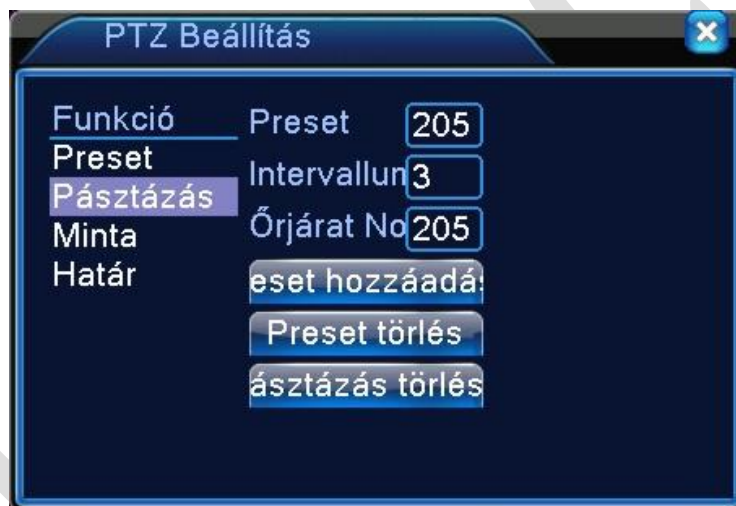 PTZ Beállítás
Funkció
Preset
Pásztázás
Minta
Határ
Preset 205
Intervallun 3
Őrjárat No 205
eset hozzáadás
Preset törlés
ásztázás törlés